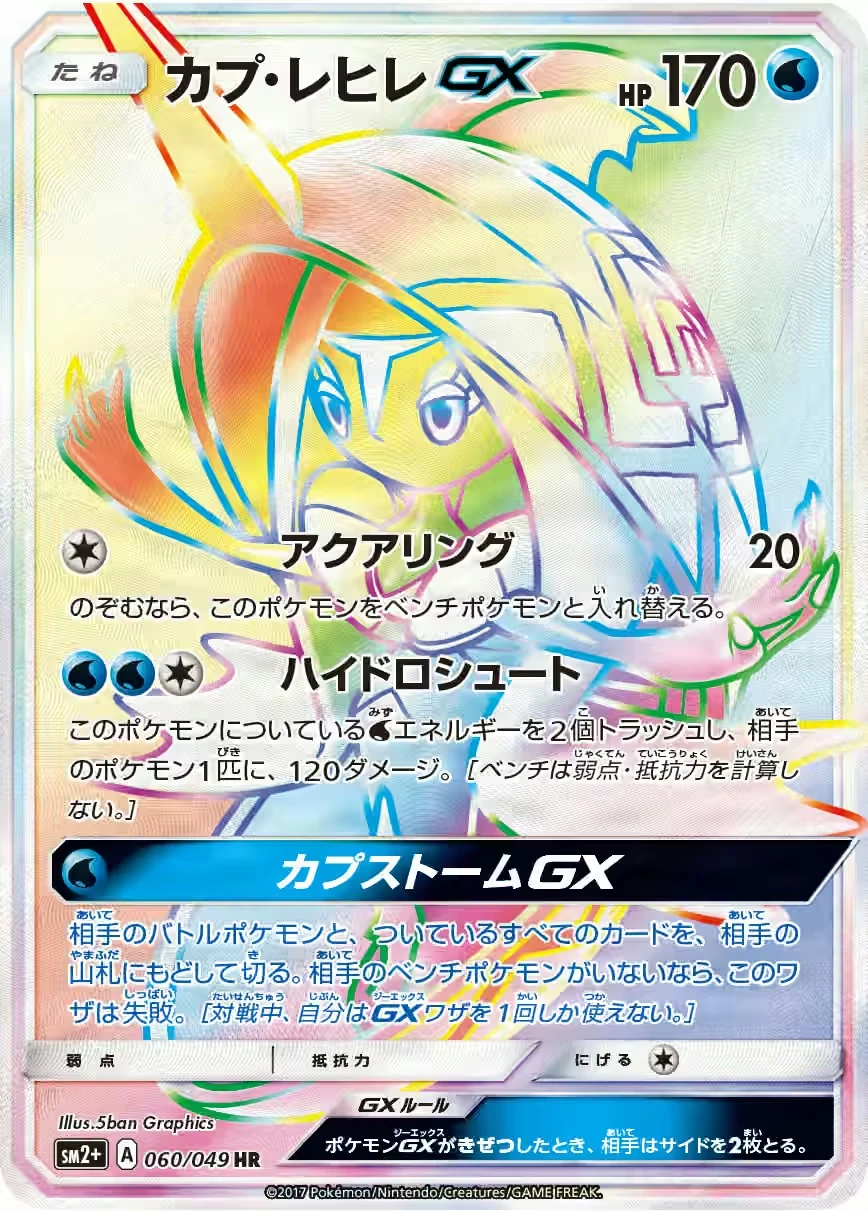 たね カプ・レヒレGX HP 170
アクアリング 20
のぞむなら、このポケモンをベンチポケモンと入れ替える。
ハイドロシュート
このポケモンについているエネルギーを2個トラッシュし、相手
のポケモン1匹に、120ダメージ。[ベンチは弱点・抵抗力を計算し
ない。]
カプストームGX
相手のバトルポケモンと、ついているすべてのカードを、相手の
山札にもどして切る。相手のベンチポケモンがいないなら、このワ
ザは失敗。[対戦中、自分はGXワザを1回しか使えない。]
弱点 抵抗力 にげる
Illus.5ban Graphics
GXルール
ポケモンGXがきぜつしたとき、相手はサイドを2枚とる。
SM2+ A 060/049 HR
©2017 Pokémon/Nintendo/Creatures/GAME FREAK.